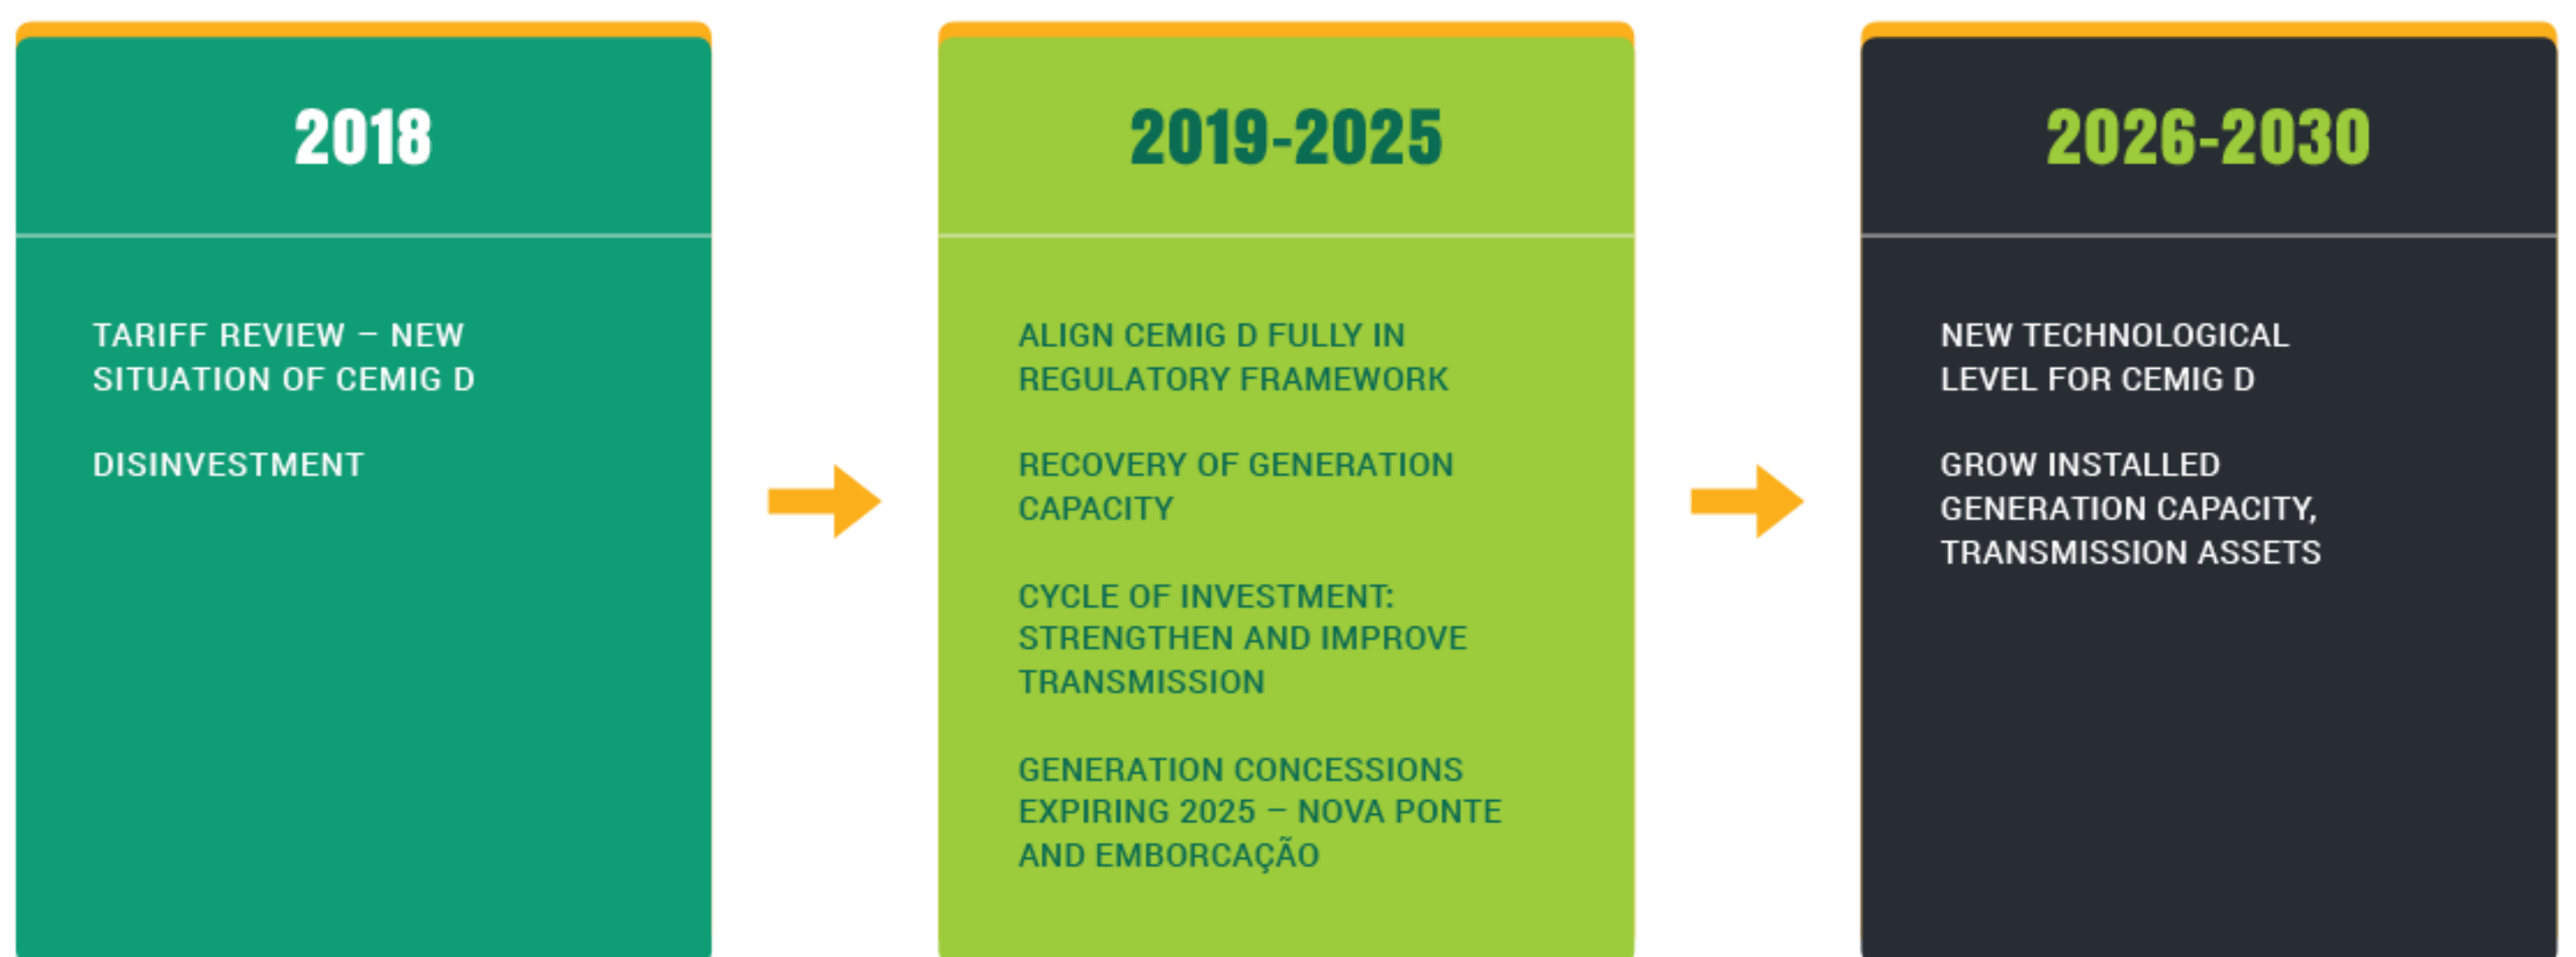 2018
TARIFF REVIEW – NEW
SITUATION OF CEMIG D
DISINVESTMENT
2019-2025
ALIGN CEMIG D FULLY IN
REGULATORY FRAMEWORK
RECOVERY OF GENERATION
CAPACITY
CYCLE OF INVESTMENT:
STRENGTHEN AND IMPROVE
TRANSMISSION
GENERATION CONCESSIONS
EXPIRING 2025 – NOVA PONTE
AND EMBORCAÇÃO
2026-2030
NEW TECHNOLOGICAL
LEVEL FOR CEMIG D
GROW INSTALLED
GENERATION CAPACITY,
TRANSMISSION ASSETS